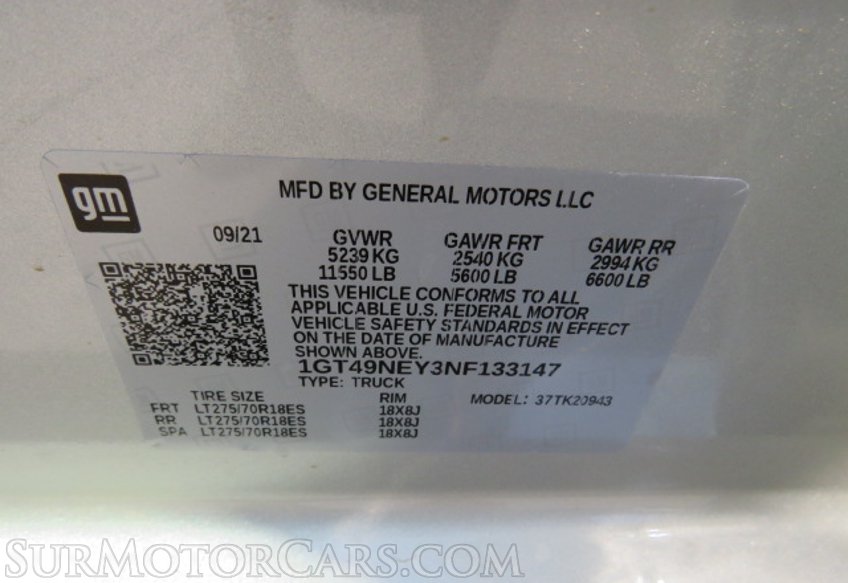 gm
MFD BY GENERAL MOTORS LLC
09/21
GVWR GAWR FRT GAWR RR
5239 KG 2540 KG 2994 KG
11550 LB 5600 LB 6600 LB
THIS VEHICLE CONFORMS TO ALL
APPLICABLE U.S. FEDERAL MOTOR
VEHICLE SAFETY STANDARDS IN EFFECT
ON THE DATE OF MANUFACTURE
SHOWN ABOVE.
1GT49NEY3NF133147
TYPE: TRUCK
MODEL: 37TK20943
TIRE SIZE RIM
FRT LT275/70R18ES 18X8J
RR LT275/70R18ES 18X8J
SPA LT275/70R18ES 18X8J
SURMOTORCARS.COM